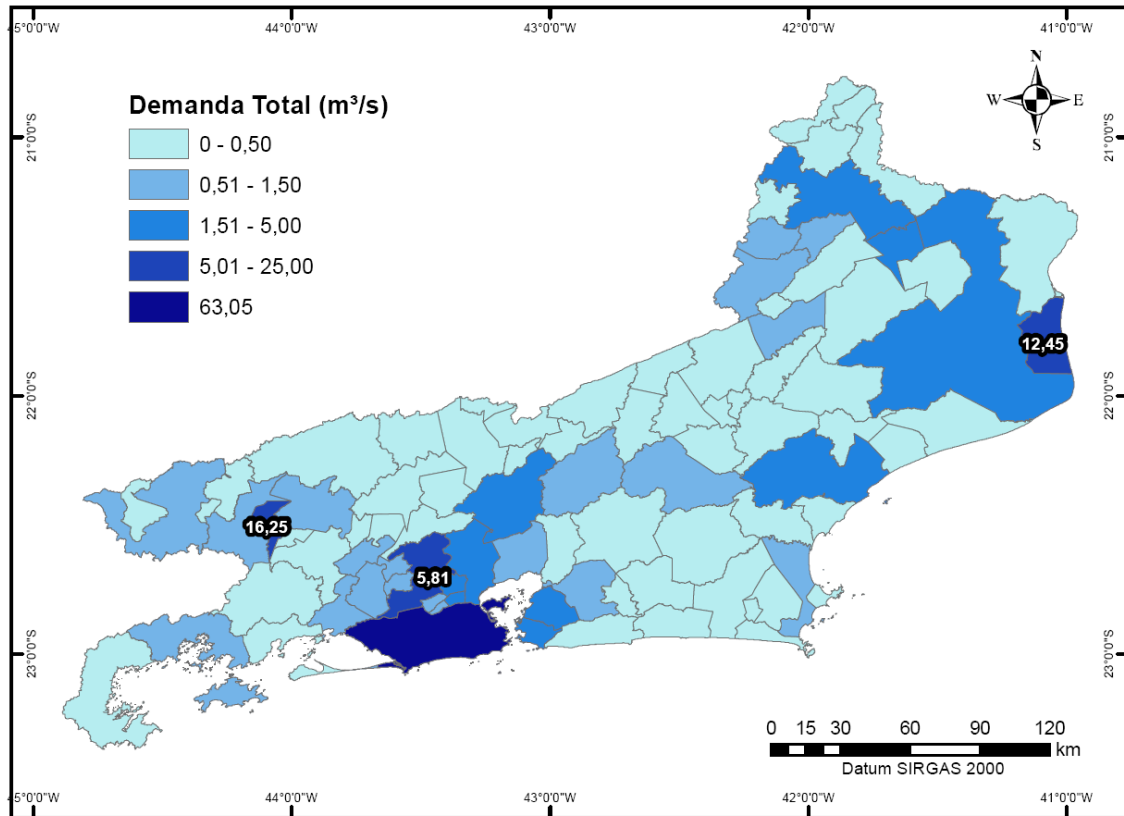 45°0'0"W 44°0'0"W 43°0'0"W 42°0'0"W 41°0'0"W
N
W E
S
Demanda Total (m³/s)
0 - 0,50
0,51 - 1,50
1,51 - 5,00
5,01 - 25,00
63,05
21°0'0"S 21°0'0"S
12,45
22°0'0"S 22°0'0"S
16,25
5,81
23°0'0"S 23°0'0"S
0 15 30 60 90 120
km
Datum SIRGAS 2000
45°0'0"W 44°0'0"W 43°0'0"W 42°0'0"W 41°0'0"W